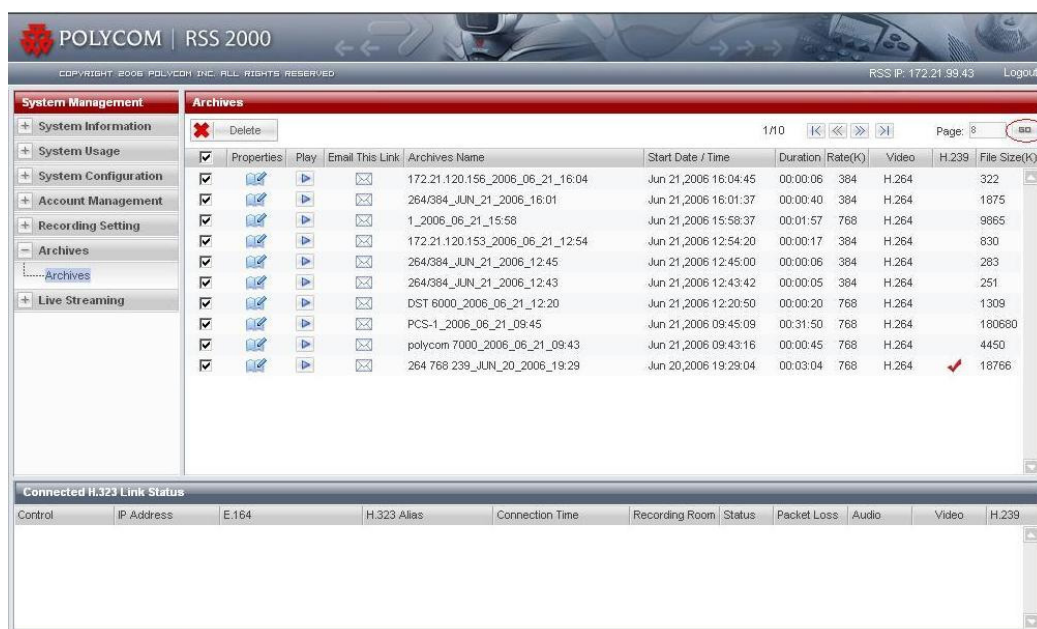 POLYCOM | RSS 2000
COPYRIGHT 2006 POLYCOM INC. ALL RIGHTS RESERVED
RSS IP: 172.21.99.43 Logout
System Management
System Information
System Usage
System Configuration
Account Management
Recording Setting
Archives
Archives
Live Streaming
Archives
Delete 1/10 Page: 8 GO
Properties Play Email This Link Archives Name Start Date / Time Duration Rate(K) Video H.239 File Size(K)
172.21.120.156_2006_06_21_16:04 Jun 21,2006 16:04:45 00:00:06 384 H.264 322
264/384_JUN_21_2006_16:01 Jun 21,2006 16:01:37 00:00:40 384 H.264 1875
1_2006_06_21_15:58 Jun 21,2006 15:58:37 00:01:57 768 H.264 9865
172.21.120.153_2006_06_21_12:54 Jun 21,2006 12:54:20 00:00:17 384 H.264 830
264/384_JUN_21_2006_12:45 Jun 21,2006 12:45:00 00:00:06 384 H.264 283
264/384_JUN_21_2006_12:43 Jun 21,2006 12:43:42 00:00:05 384 H.264 251
DST 6000_2006_06_21_12:20 Jun 21,2006 12:20:50 00:00:20 768 H.264 1309
PCS-1_2006_06_21_09:45 Jun 21,2006 09:45:09 00:31:50 768 H.264 180680
polycom 7000_2006_06_21_09:43 Jun 21,2006 09:43:16 00:00:45 768 H.264 4450
264 768 239_JUN_20_2006_19:29 Jun 20,2006 19:29:04 00:03:04 768 H.264 18766
Connected H.323 Link Status
Control IP Address E.164 H.323 Alias Connection Time Recording Room Status Packet Loss Audio Video H.239